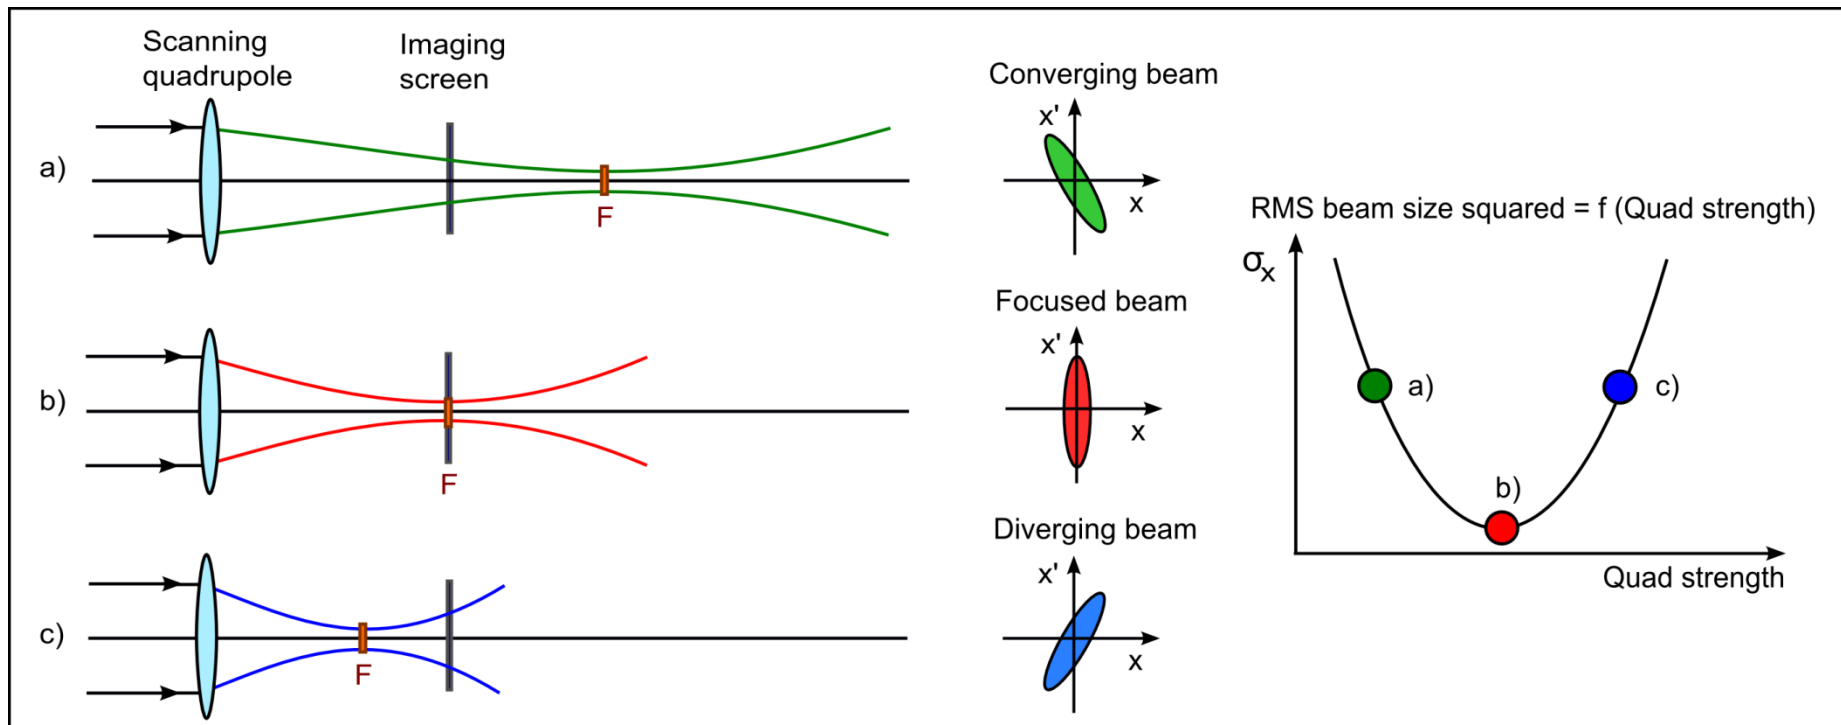 Scanning
quadrupole
Imaging
screen
a)
F
b)
F
c)
F
Converging beam
x'
x
Focused beam
x'
x
Diverging beam
x'
x
RMS beam size squared = f (Quad strength)
σx
a)
b)
c)
Quad strength